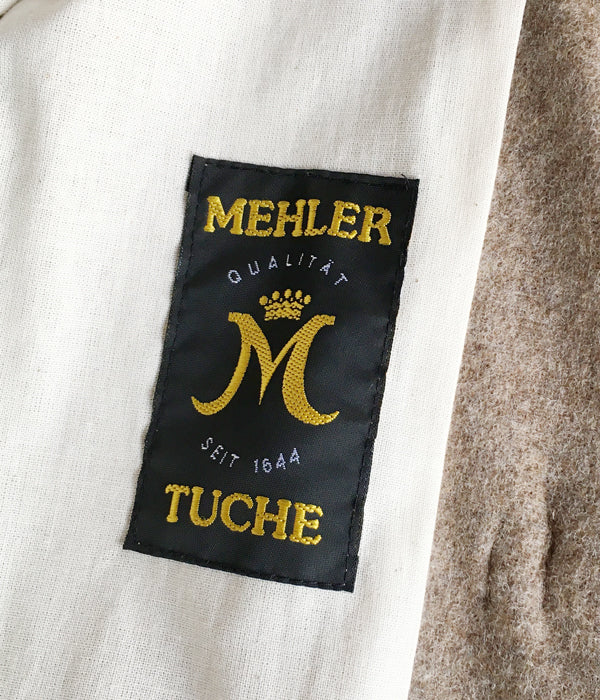 MEHLER
QUALITÄT
M
SEIT 1644
TUCHE